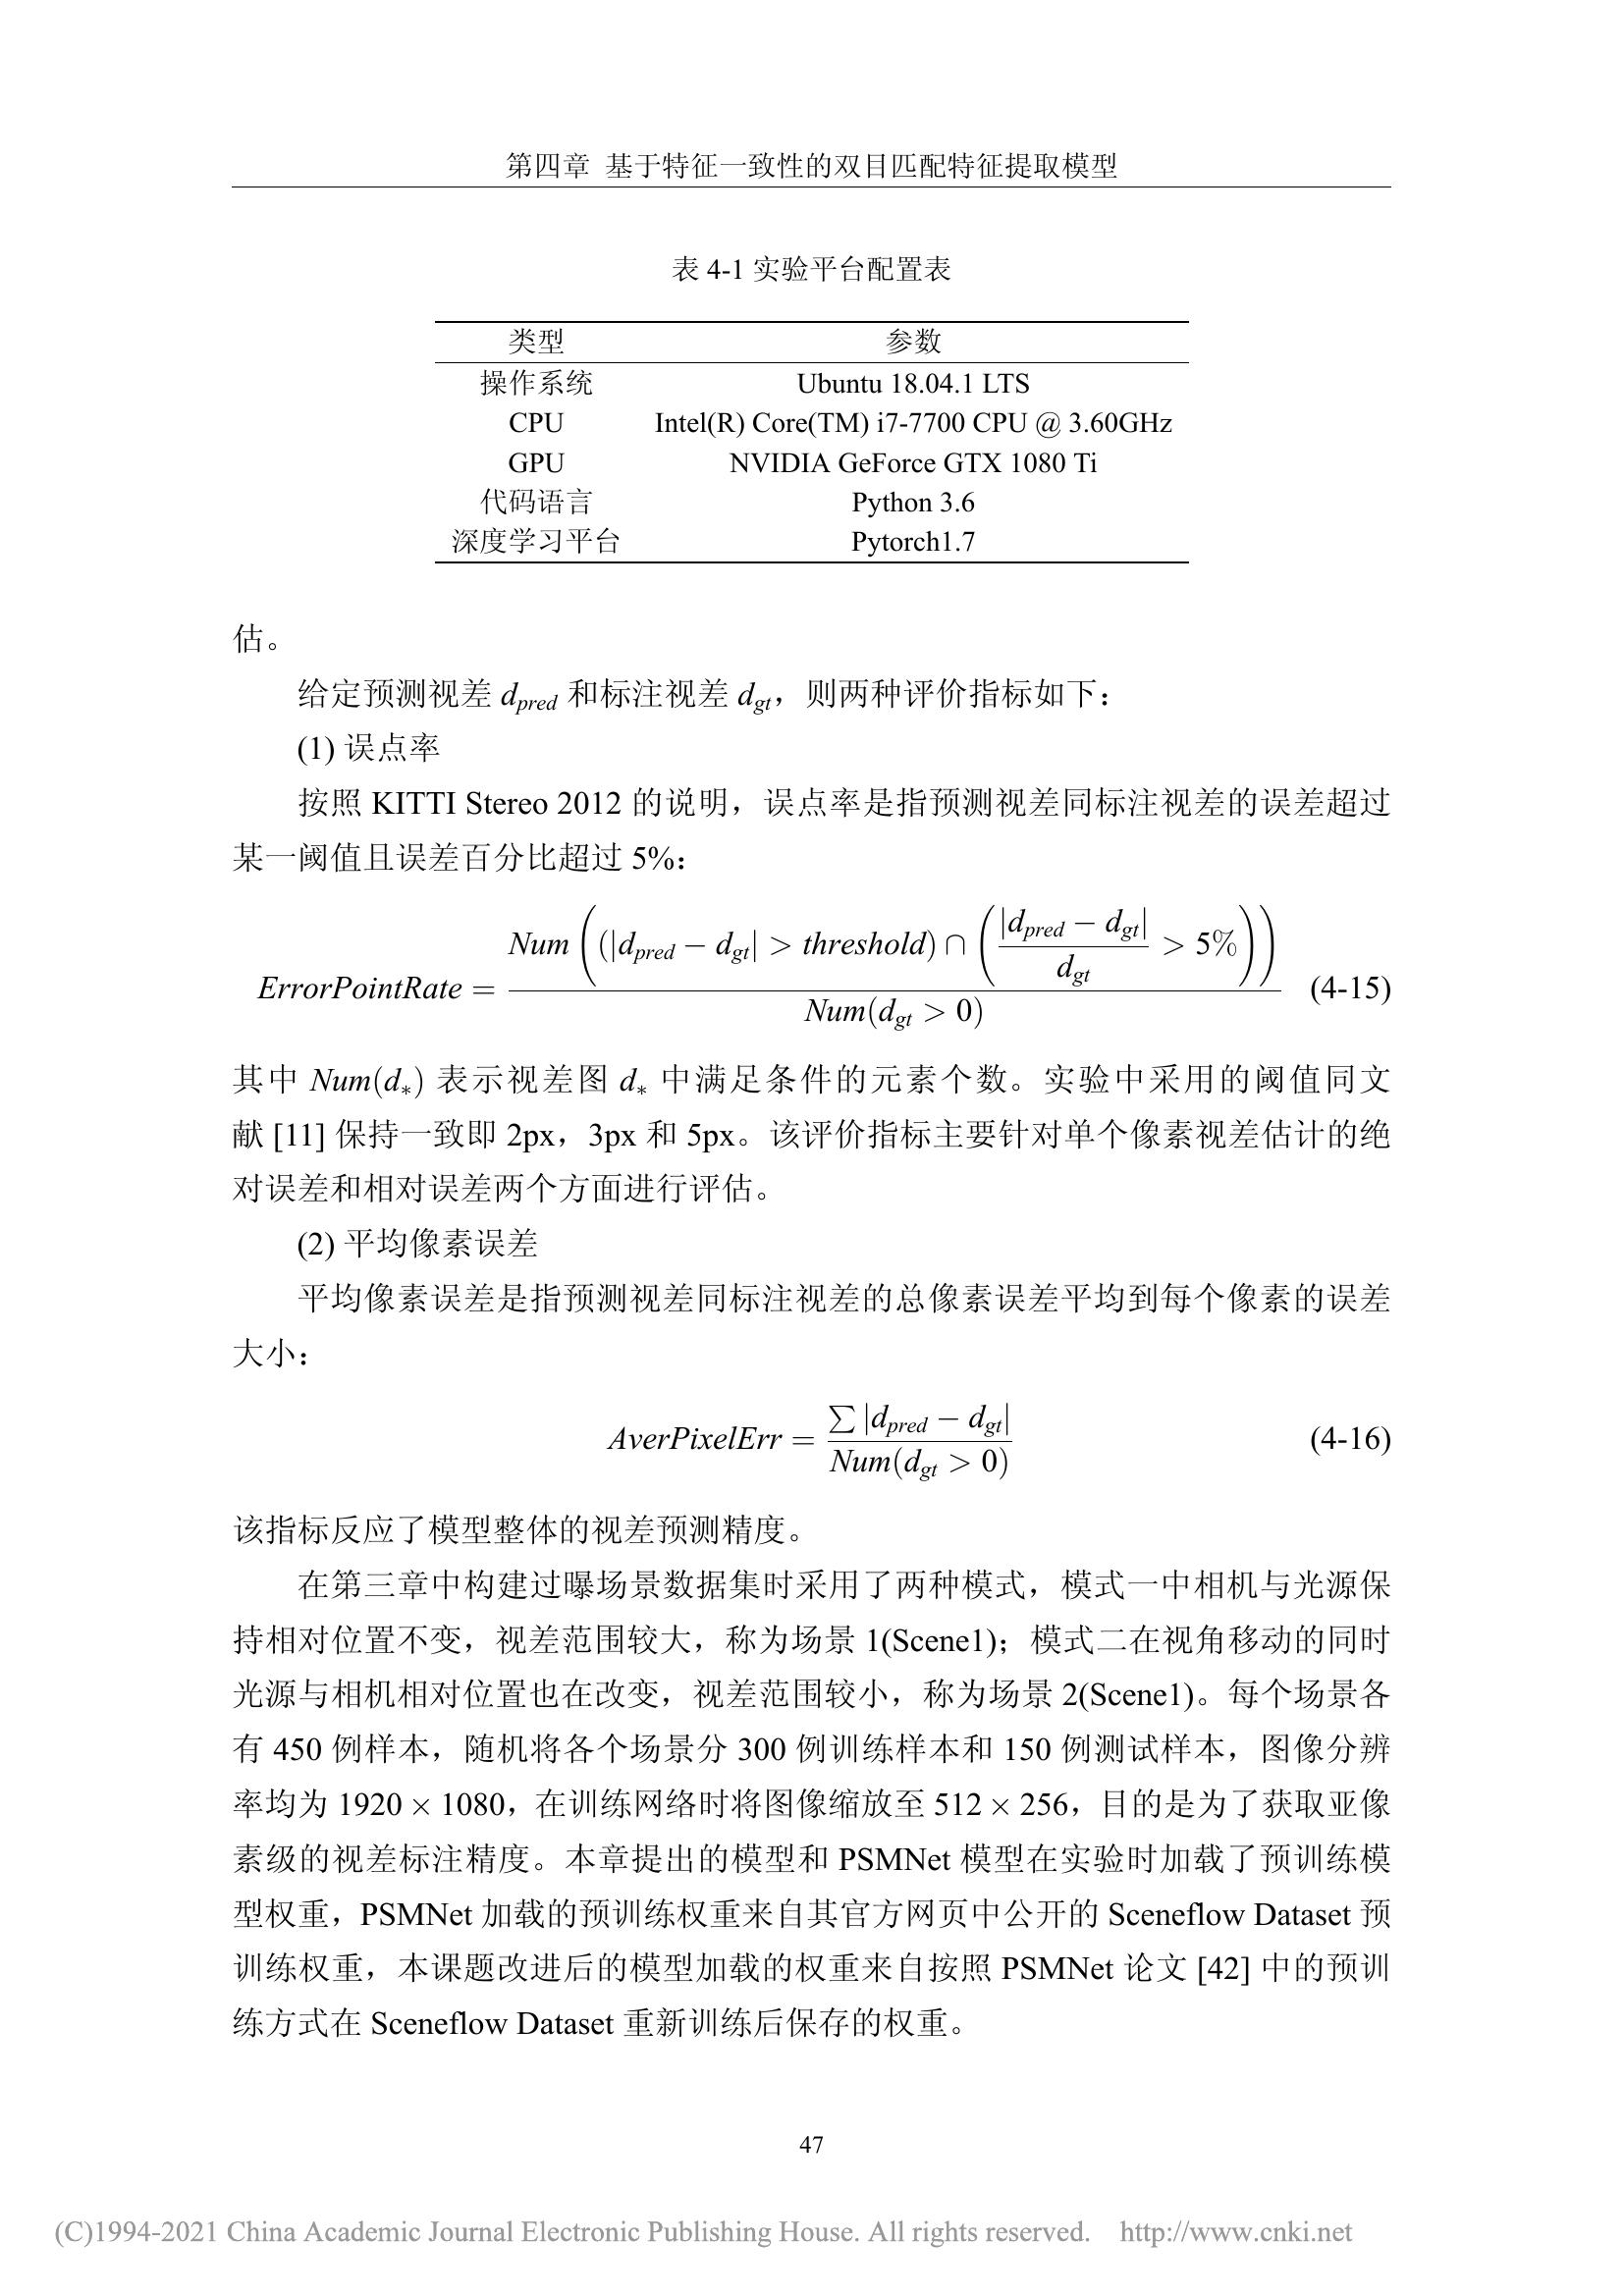 第四章 基于特征一致性的双目匹配特征提取模型
表 4-1 实验平台配置表
类型 参数
操作系统 Ubuntu 18.04.1 LTS
CPU Intel(R) Core(TM) i7-7700 CPU @ 3.60GHz
GPU NVIDIA GeForce GTX 1080 Ti
代码语言 Python 3.6
深度学习平台 Pytorch1.7
估。
给定预测视差 d_{pred} 和标注视差 d_{gt}，则两种评价指标如下：
(1) 误点率
按照 KITTI Stereo 2012 的说明，误点率是指预测视差同标注视差的误差超过
某一阈值且误差百分比超过 5%：
ErrorPointRate = \frac{Num\left((|d_{pred} - d_{gt}| > threshold) \cap \left(\frac{|d_{pred} - d_{gt}|}{d_{gt}} > 5\%\right)\right)}{Num(d_{gt} > 0)} (4-15)
其中 Num(d_*) 表示视差图 d_* 中满足条件的元素个数。实验中采用的阈值同文
献 [11] 保持一致即 2px，3px 和 5px。该评价指标主要针对单个像素视差估计的绝
对误差和相对误差两个方面进行评估。
(2) 平均像素误差
平均像素误差是指预测视差同标注视差的总像素误差平均到每个像素的误差
大小：
AverPixelErr = \frac{\sum |d_{pred} - d_{gt}|}{Num(d_{gt} > 0)} (4-16)
该指标反应了模型整体的视差预测精度。
在第三章中构建过曝场景数据集时采用了两种模式，模式一中相机与光源保
持相对位置不变，视差范围较大，称为场景 1(Scene1)；模式二在视角移动的同时
光源与相机相对位置也在改变，视差范围较小，称为场景 2(Scene1)。每个场景各
有 450 例样本，随机将各个场景分 300 例训练样本和 150 例测试样本，图像分辨
率均为 1920 × 1080，在训练网络时将图像缩放至 512 × 256，目的是为了获取亚像
素级的视差标注精度。本章提出的模型和 PSMNet 模型在实验时加载了预训练模
型权重，PSMNet 加载的预训练权重来自其官方网页中公开的 Sceneflow Dataset 预
训练权重，本课题改进后的模型加载的权重来自按照 PSMNet 论文 [42] 中的预训
练方式在 Sceneflow Dataset 重新训练后保存的权重。
47
(C)1994-2021 China Academic Journal Electronic Publishing House. All rights reserved. http://www.cnki.net